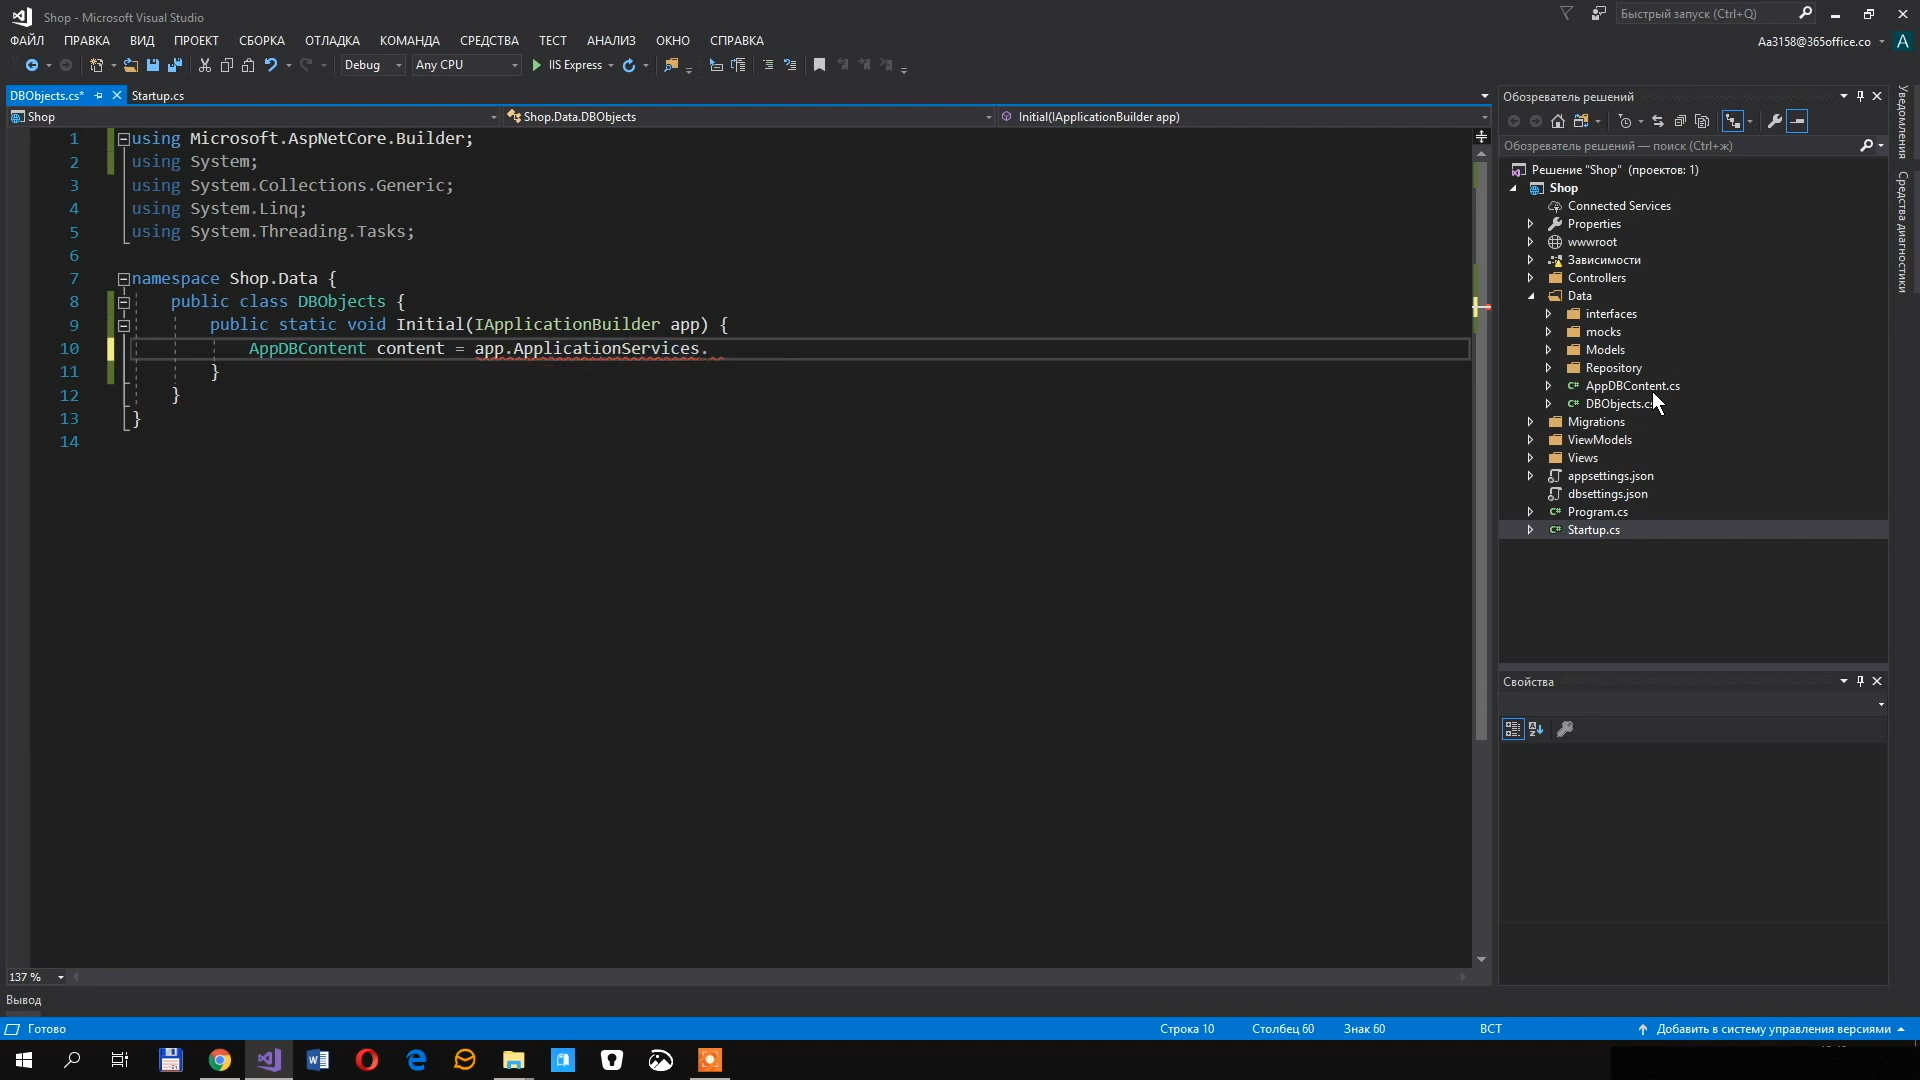 Shop - Microsoft Visual Studio
Быстрый запуск (Ctrl+Q)
ФАЙЛ ПРАВКА ВИД ПРОЕКТ СБОРКА ОТЛАДКА КОМАНДА СРЕДСТВА ТЕСТ АНАЛИЗ ОКНО СПРАВКА
Aa3158@365office.co A
Debug Any CPU IIS Express
DBObjects.cs* Startup.cs
Shop Shop.Data.DBObjects Initial(IApplicationBuilder app)
1 using Microsoft.AspNetCore.Builder;
2 using System;
3 using System.Collections.Generic;
4 using System.Linq;
5 using System.Threading.Tasks;
6
7 namespace Shop.Data {
8 public class DBObjects {
9 public static void Initial(IApplicationBuilder app) {
10 AppDBContent content = app.ApplicationServices.
11 }
12 }
13 }
14
137 %
Вывод
Обозреватель решений
Обозреватель решений — поиск (Ctrl+ж)
Решение "Shop" (проектов: 1)
Shop
Connected Services
Properties
wwwroot
Зависимости
Controllers
Data
interfaces
mocks
Models
Repository
AppDBContent.cs
DBObjects.cs
Migrations
ViewModels
Views
appsettings.json
dbsettings.json
Program.cs
Startup.cs
Свойства
Уведомления
Средства диагностики
Готово Строка 10 Столбец 60 Знак 60 ВСТ Добавить в систему управления версиями